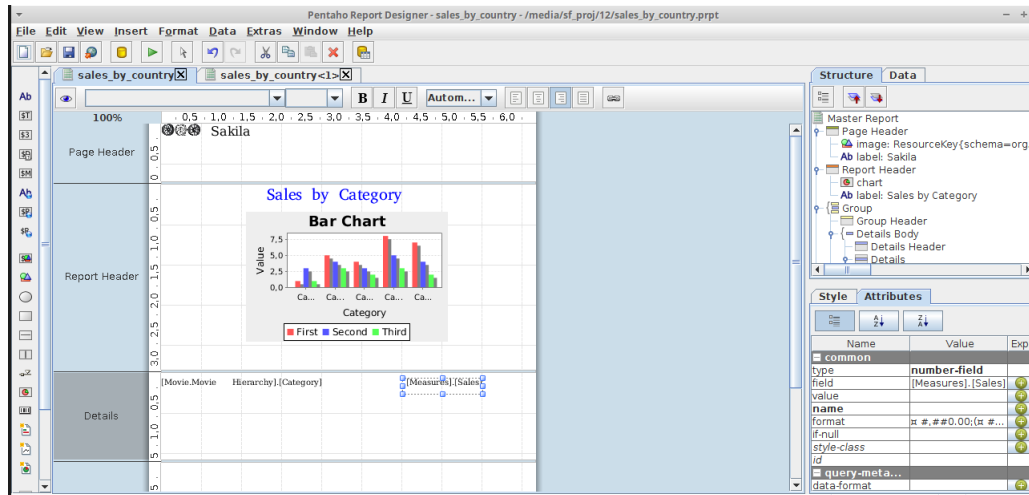 Pentaho Report Designer - sales_by_country - /media/sf_proj/12/sales_by_country.prpt
File Edit View Insert Format Data Extras Window Help
sales_by_country
sales_by_country<1>
B I U Autom...
100%
0,5 1,0 1,5 2,0 2,5 3,0 3,5 4,0 4,5 5,0 5,5 6,0
Page Header
Sakila
Report Header
Sales by Category
Bar Chart
Value
7,5
5,0
2,5
0,0
Ca... Ca... Ca... Ca... Ca...
Category
First Second Third
Details
[Movie.Movie Hierarchy].[Category] [Measures].[Sales]
Structure Data
Master Report
Page Header
image: ResourceKey{schema=org.
Ab label: Sakila
Report Header
chart
Ab label: Sales by Category
Group
Group Header
Details Body
Details Header
Details
Style Attributes
Name Value Exp
common
type number-field
field [Measures].[Sales]
value
name
format ¤ #,##0.00;(¤ #...
if-null
style-class
id
query-meta...
data-format